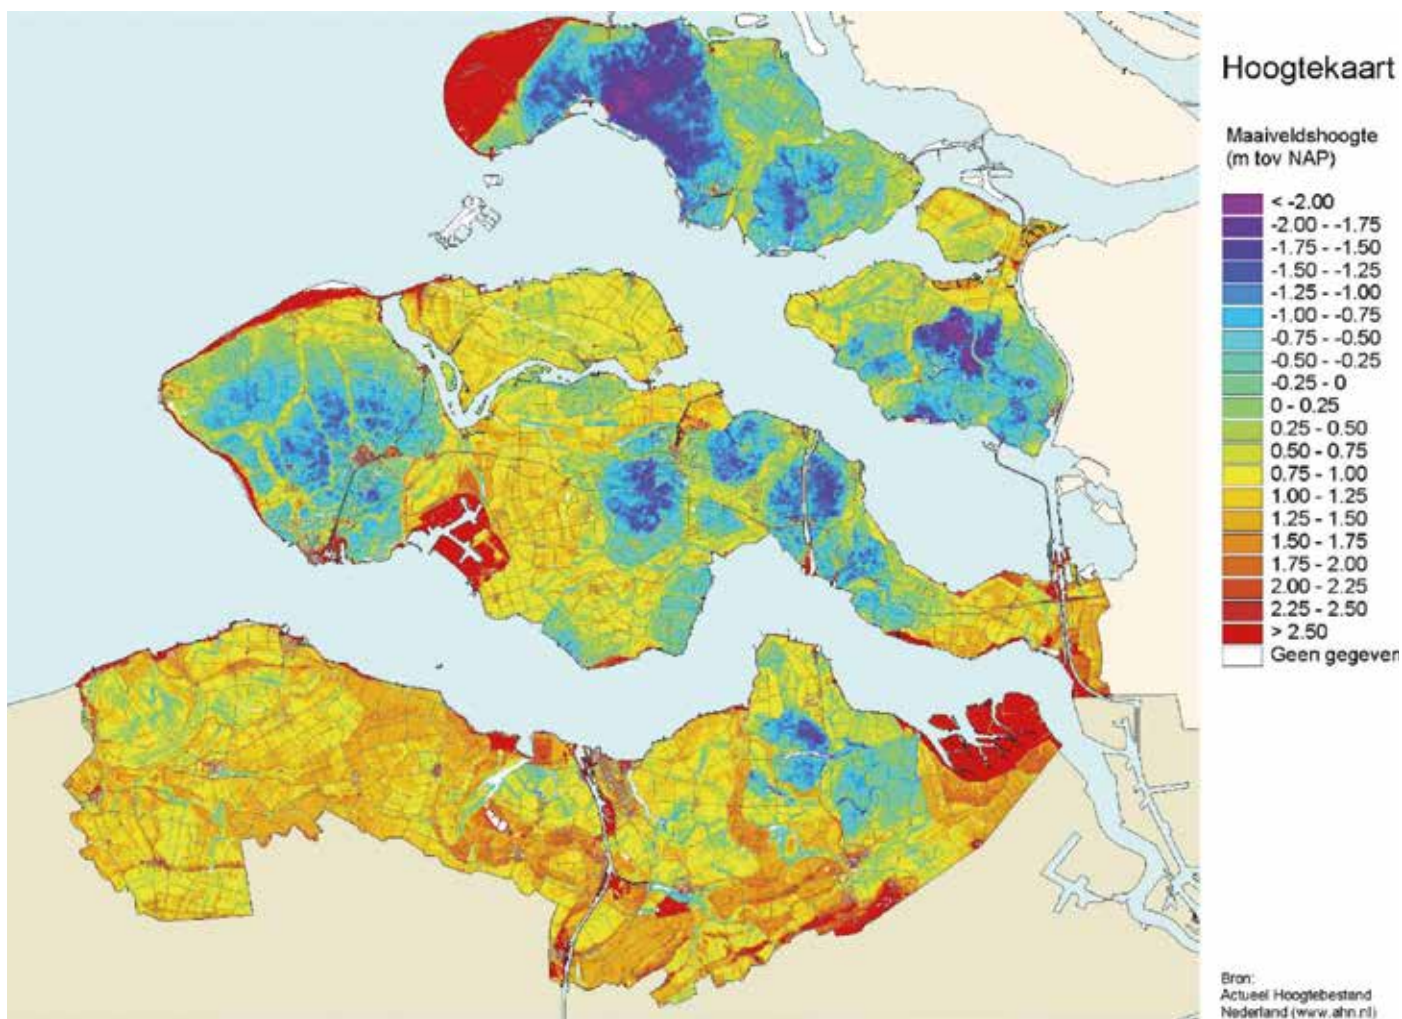 Hoogtekaart
Maaiveldshoogte
(m tov NAP)
< -2.00
-2.00 - -1.75
-1.75 - -1.50
-1.50 - -1.25
-1.25 - -1.00
-1.00 - -0.75
-0.75 - -0.50
-0.50 - -0.25
-0.25 - 0
0 - 0.25
0.25 - 0.50
0.50 - 0.75
0.75 - 1.00
1.00 - 1.25
1.25 - 1.50
1.50 - 1.75
1.75 - 2.00
2.00 - 2.25
2.25 - 2.50
> 2.50
Geen gegeven
Bron:
Actueel Hoogtebestand
Nederland (www.ahn.nl)